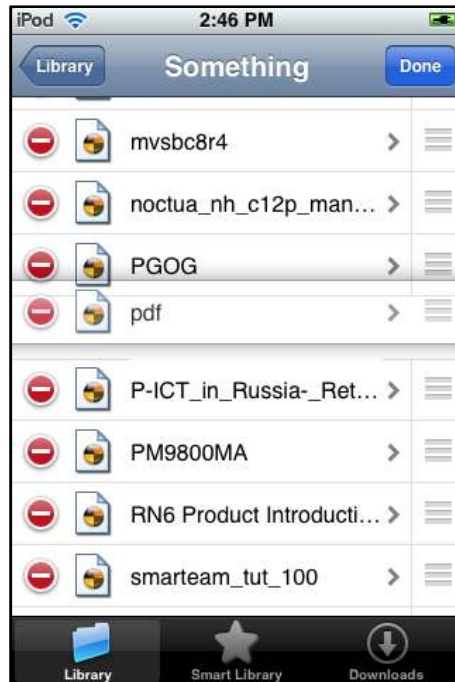 iPod 2:46 PM
Library Something Done
mvsbc8r4
noctua_nh_c12p_man...
PGOG
pdf
P-ICT_in_Russia-_Ret...
PM9800MA
RN6 Product Introducti...
smarteam_tut_100
Library Smart Library Downloads